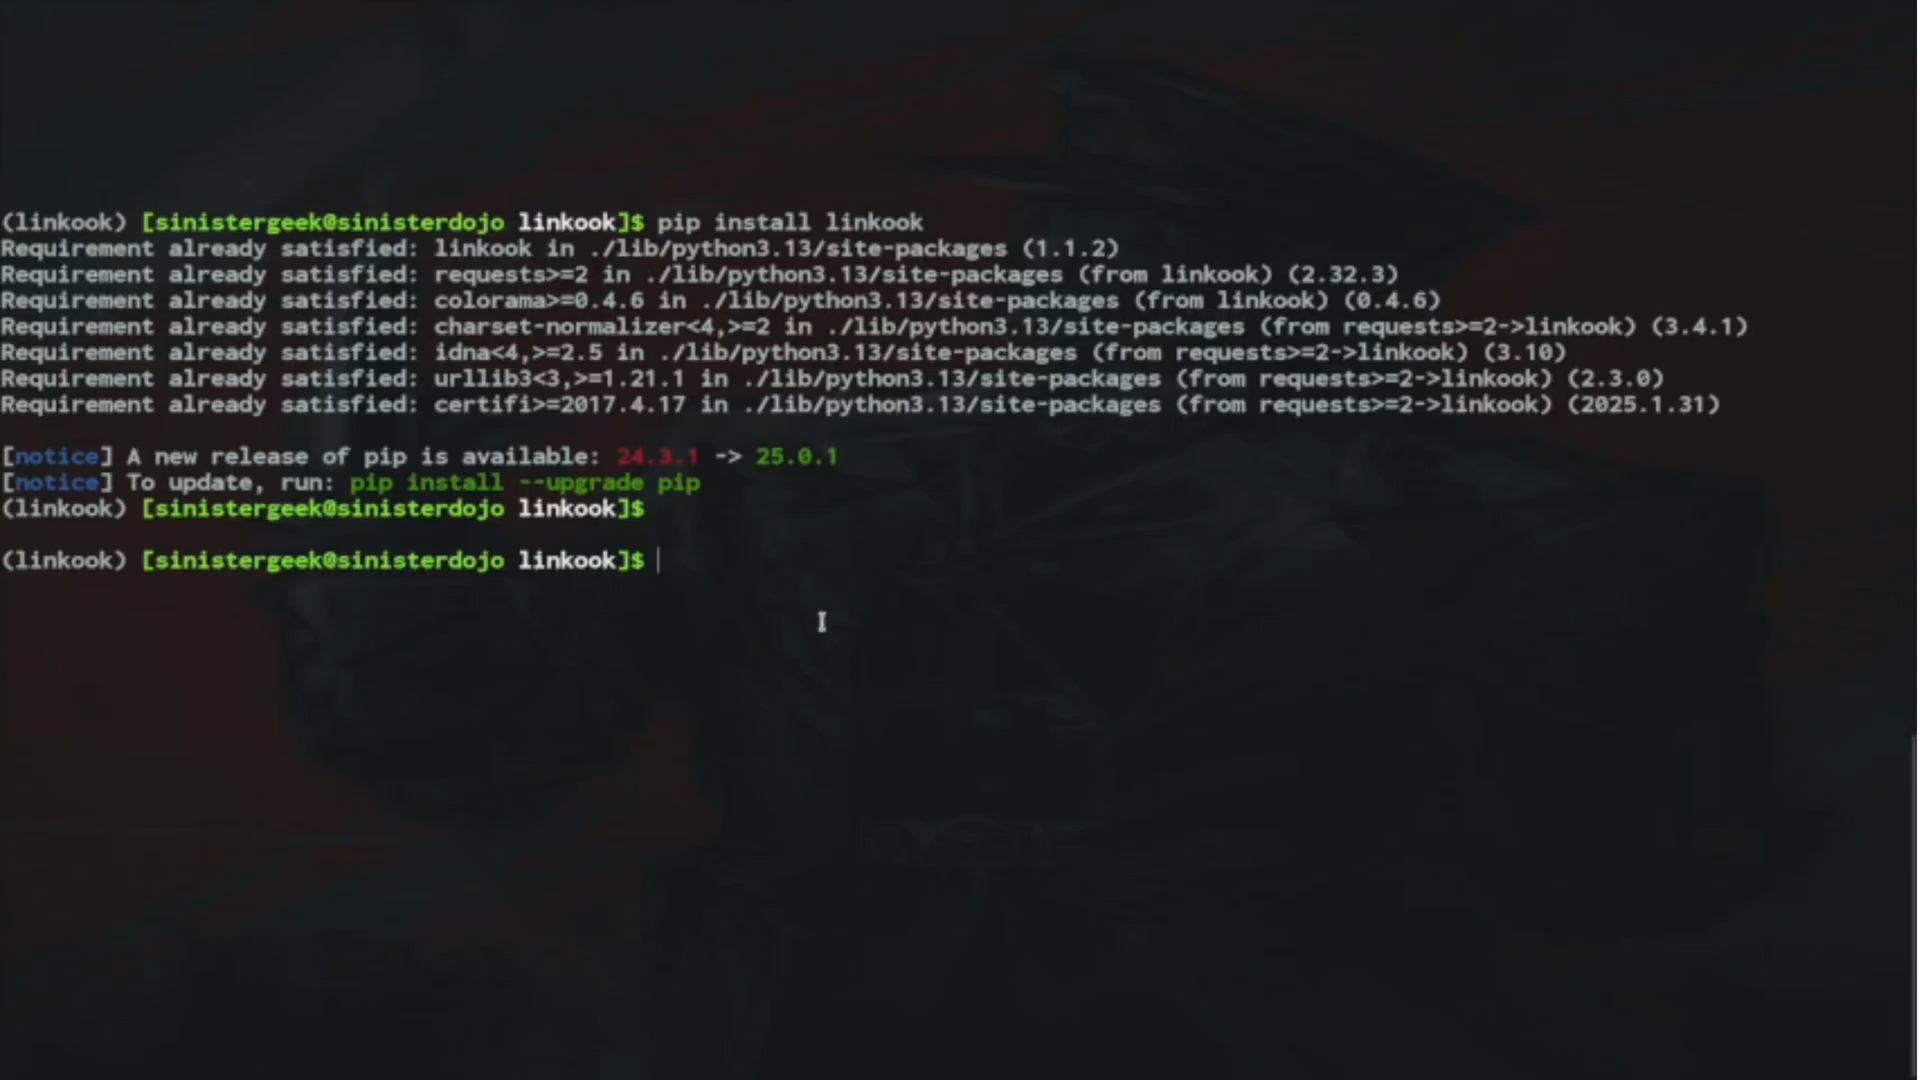 (linkook) [sinistergeek@sinisterdojo linkook]$ pip install linkook
Requirement already satisfied: linkook in ./lib/python3.13/site-packages (1.1.2)
Requirement already satisfied: requests>=2 in ./lib/python3.13/site-packages (from linkook) (2.32.3)
Requirement already satisfied: colorama>=0.4.6 in ./lib/python3.13/site-packages (from linkook) (0.4.6)
Requirement already satisfied: charset-normalizer<4,>=2 in ./lib/python3.13/site-packages (from requests>=2->linkook) (3.4.1)
Requirement already satisfied: idna<4,>=2.5 in ./lib/python3.13/site-packages (from requests>=2->linkook) (3.10)
Requirement already satisfied: urllib3<3,>=1.21.1 in ./lib/python3.13/site-packages (from requests>=2->linkook) (2.3.0)
Requirement already satisfied: certifi>=2017.4.17 in ./lib/python3.13/site-packages (from requests>=2->linkook) (2025.1.31)
[notice] A new release of pip is available: 24.3.1 -> 25.0.1
[notice] To update, run: pip install --upgrade pip
(linkook) [sinistergeek@sinisterdojo linkook]$
(linkook) [sinistergeek@sinisterdojo linkook]$